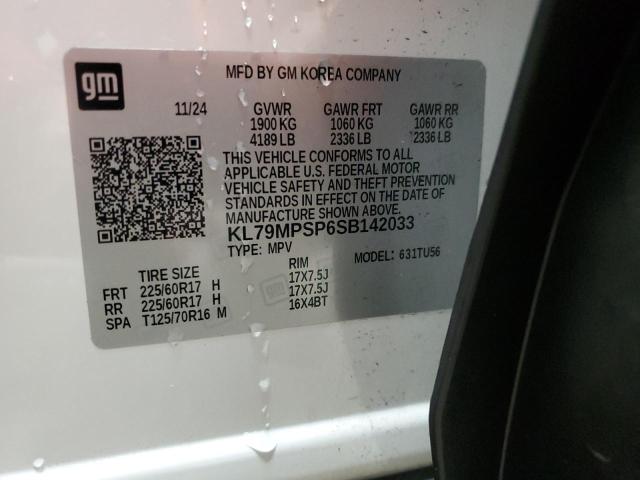 gm
MFD BY GM KOREA COMPANY
11/24 GVWR GAWR FRT GAWR RR
1900 KG 1060 KG 1060 KG
4189 LB 2336 LB 2336 LB
THIS VEHICLE CONFORMS TO ALL
APPLICABLE U.S. FEDERAL MOTOR
VEHICLE SAFETY AND THEFT PREVENTION
STANDARDS IN EFFECT ON THE DATE OF
MANUFACTURE SHOWN ABOVE.
KL79MPSP6SB142033
TYPE: MPV MODEL: 631TU56
TIRE SIZE RIM
FRT 225/60R17 H 17X7.5J
RR 225/60R17 H 17X7.5J
SPA T125/70R16 M 16X4BT